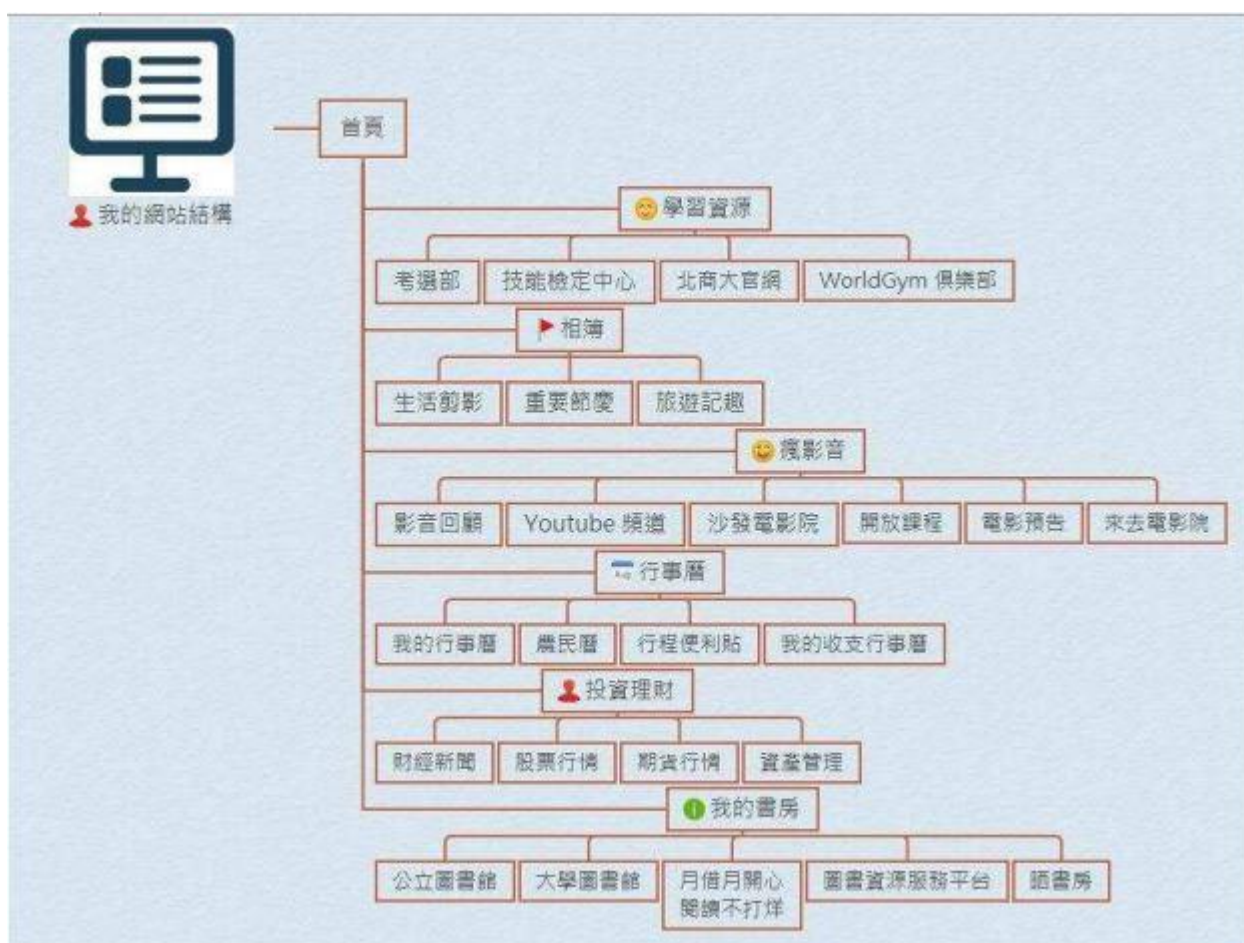 首頁
我的網站結構
學習資源
考選部 技能檢定中心 北商大官網 WorldGym 俱樂部
相簿
生活剪影 重要節慶 旅遊記趣
瘋影音
影音回顧 Youtube 頻道 沙發電影院 開放課程 電影預告 來去電影院
行事曆
我的行事曆 農民曆 行程便利貼 我的收支行事曆
投資理財
財經新聞 股票行情 期貨行情 資產管理
我的書房
公立圖書館 大學圖書館 月借月開心 圖書資源服務平台 晒書房
閱讀不打烊